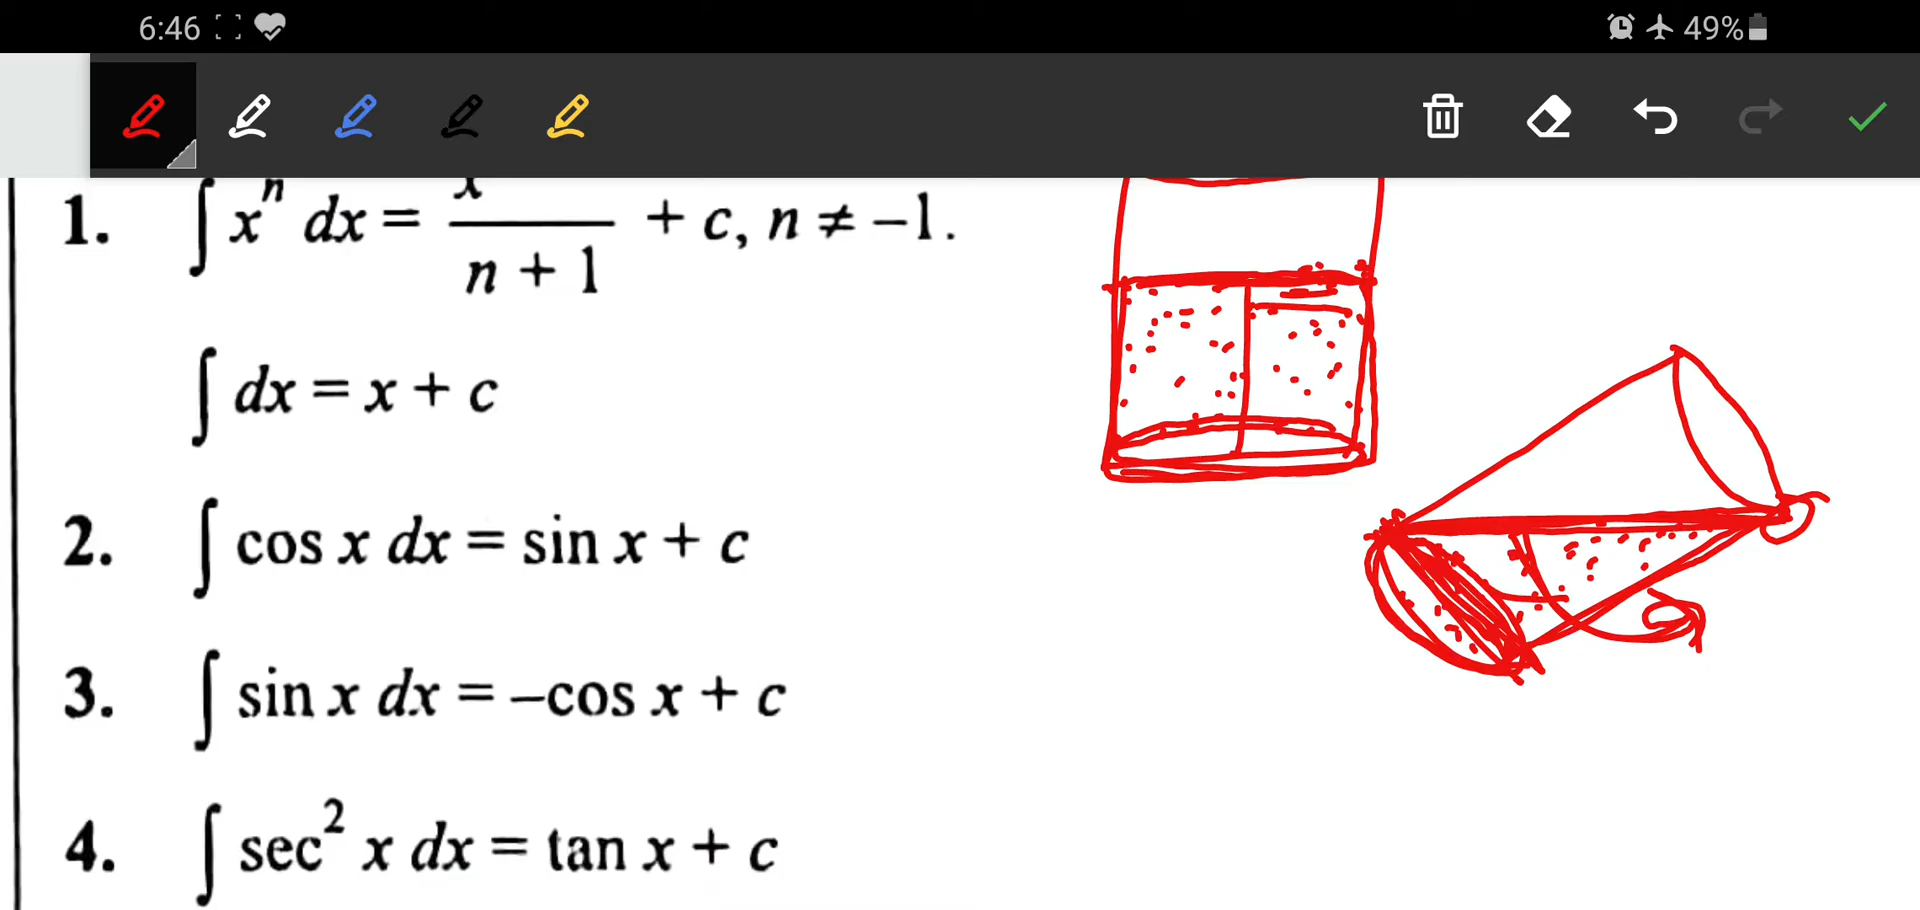 6:46 49%
1. ∫ xⁿ dx = x / n + 1 + c, n ≠ −1.
∫ dx = x + c
2. ∫ cos x dx = sin x + c
3. ∫ sin x dx = −cos x + c
4. ∫ sec² x dx = tan x + c